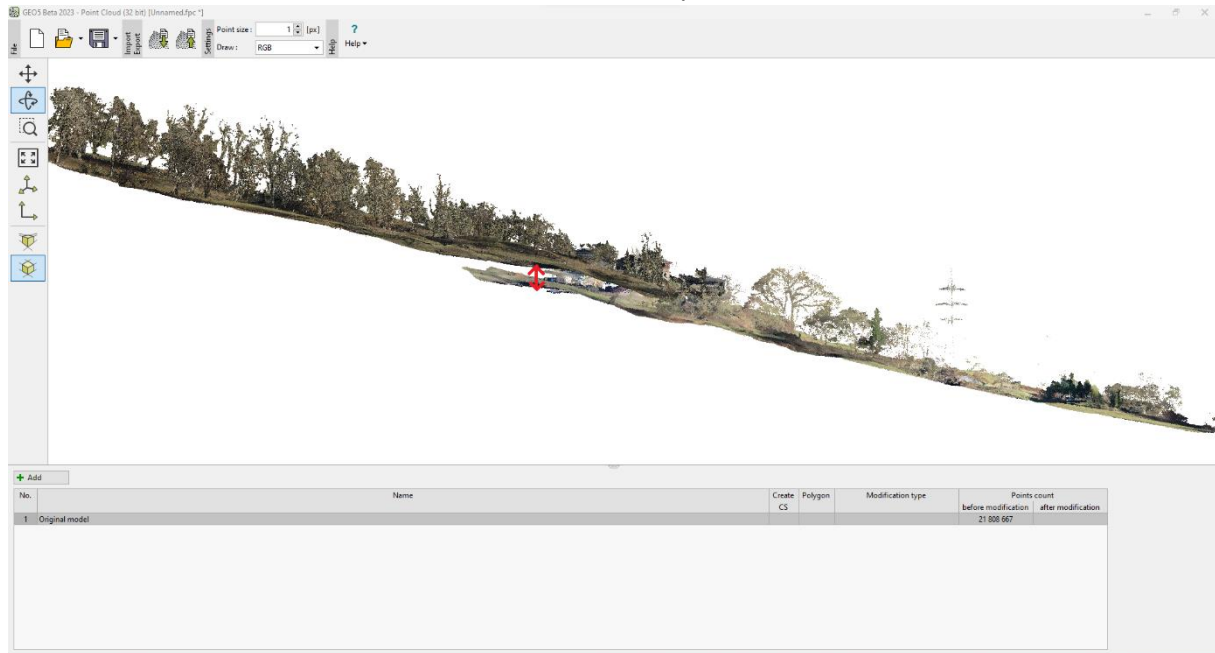 GEO5 Beta 2023 - Point Cloud (32 bit) [Unnamed.fpc *]
File
Import
Export
Settings
Point size :
1
[px]
Draw :
RGB
Help
?
Help
+ Add
No.
Name
Create
CS
Polygon
Modification type
Points count
before modification
after modification
1
Original model
21 808 667